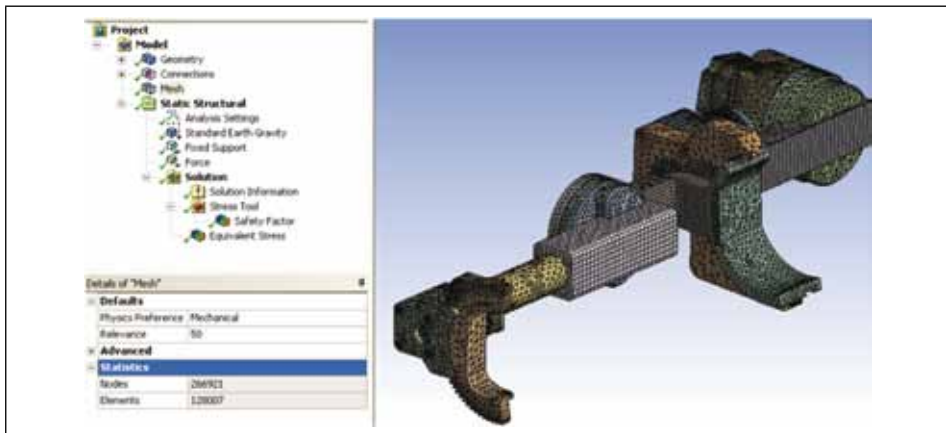 Project
Model
Geometry
Connections
Mesh
Static Structural
Analysis Settings
Standard Earth Gravity
Fixed Support
Force
Solution
Solution Information
Stress Tool
Safety Factor
Equivalent Stress
Details of "Mesh"
Defaults
Physics Preference Mechanical
Relevance 50
Advanced
Statistics
Nodes 266921
Elements 128007